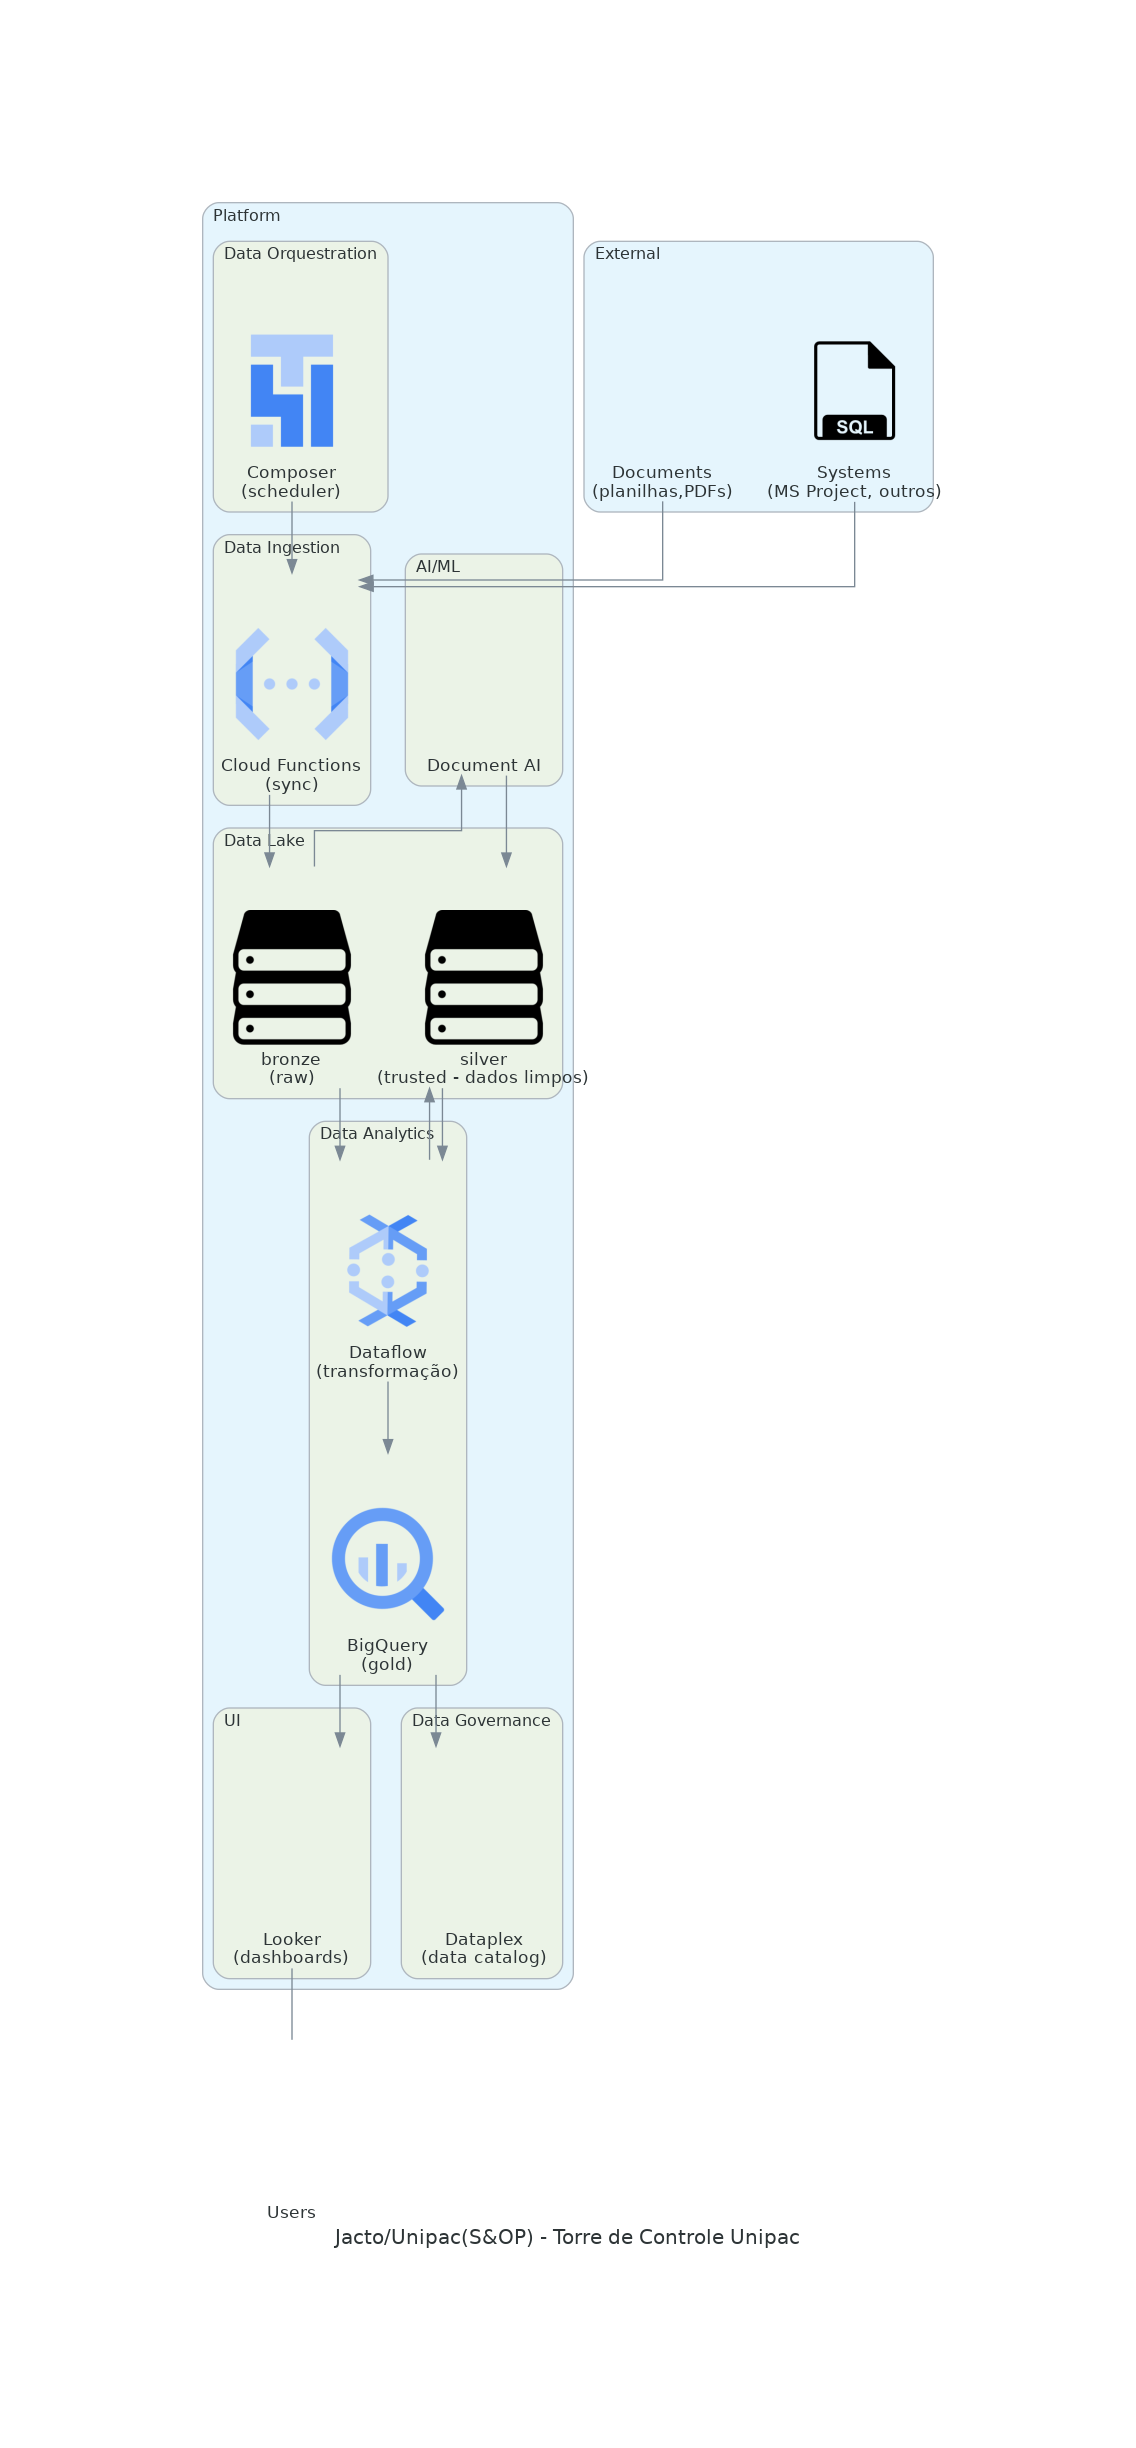 Platform
Data Orquestration
External
SQL
Composer
(scheduler)
Documents
(planilhas,PDFs)
Systems
(MS Project, outros)
Data Ingestion
AI/ML
Cloud Functions
(sync)
Document AI
Data Lake
bronze
(raw)
silver
(trusted - dados limpos)
Data Analytics
Dataflow
(transformação)
BigQuery
(gold)
UI
Data Governance
Looker
(dashboards)
Dataplex
(data catalog)
Users
Jacto/Unipac(S&OP) - Torre de Controle Unipac